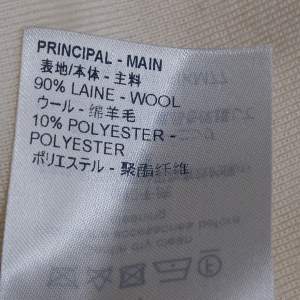 PRINCIPAL - MAIN
表地/本体 - 主料
90% LAINE - WOOL
ウール - 绵羊毛
10% POLYESTER -
POLYESTER
ポリエステル - 聚酯纤维